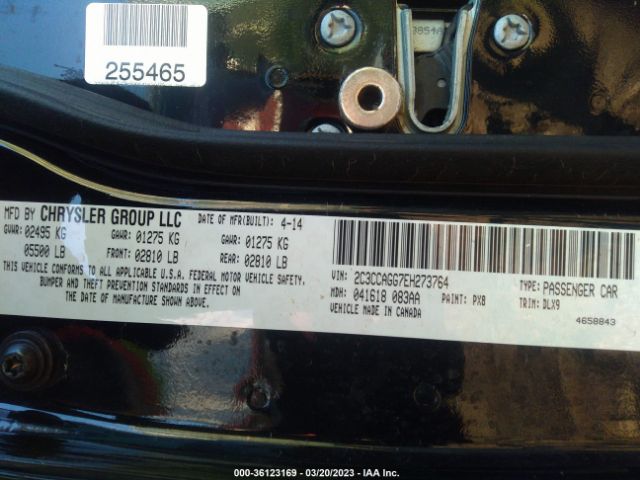 3854A
255465
MFD BY CHRYSLER GROUP LLC DATE OF MFR(BUILT): 4-14
GVWR: 02495 KG GAWR: 01275 KG GAWR: 01275 KG
05500 LB FRONT: 02810 LB REAR: 02810 LB
THIS VEHICLE CONFORMS TO ALL APPLICABLE U.S.A. FEDERAL MOTOR VEHICLE SAFETY,
BUMPER AND THEFT PREVENTION STANDARDS IN EFFECT ON
THE DATE OF MANUFACTURE SHOWN ABOVE.
VIN: 2C3CCAGG7EH273764 TYPE: PASSENGER CAR
MDH: 041618 083AA PAINT: PX8 TRIM: DLX9
VEHICLE MADE IN CANADA 4658843
000-36123169 - 03/20/2023 - IAA Inc.